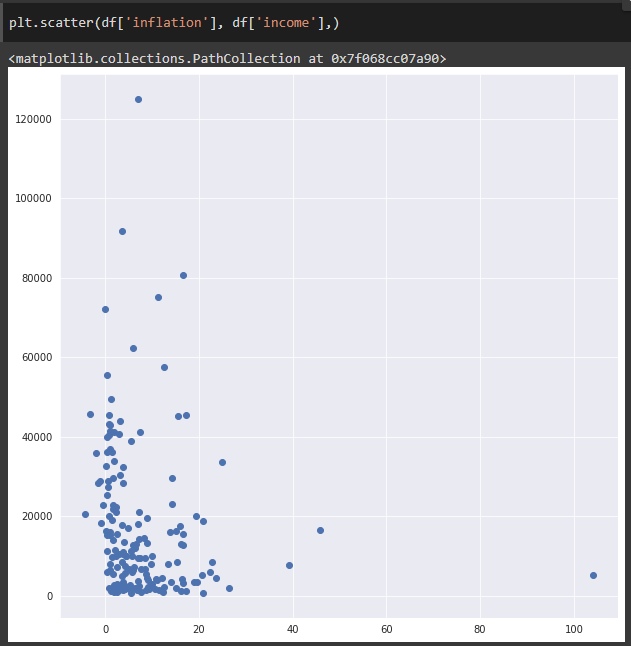 plt.scatter(df['inflation'], df['income'],)
<matplotlib.collections.PathCollection at 0x7f068cc07a90>
120000
100000
80000
60000
40000
20000
0
0 20 40 60 80 100